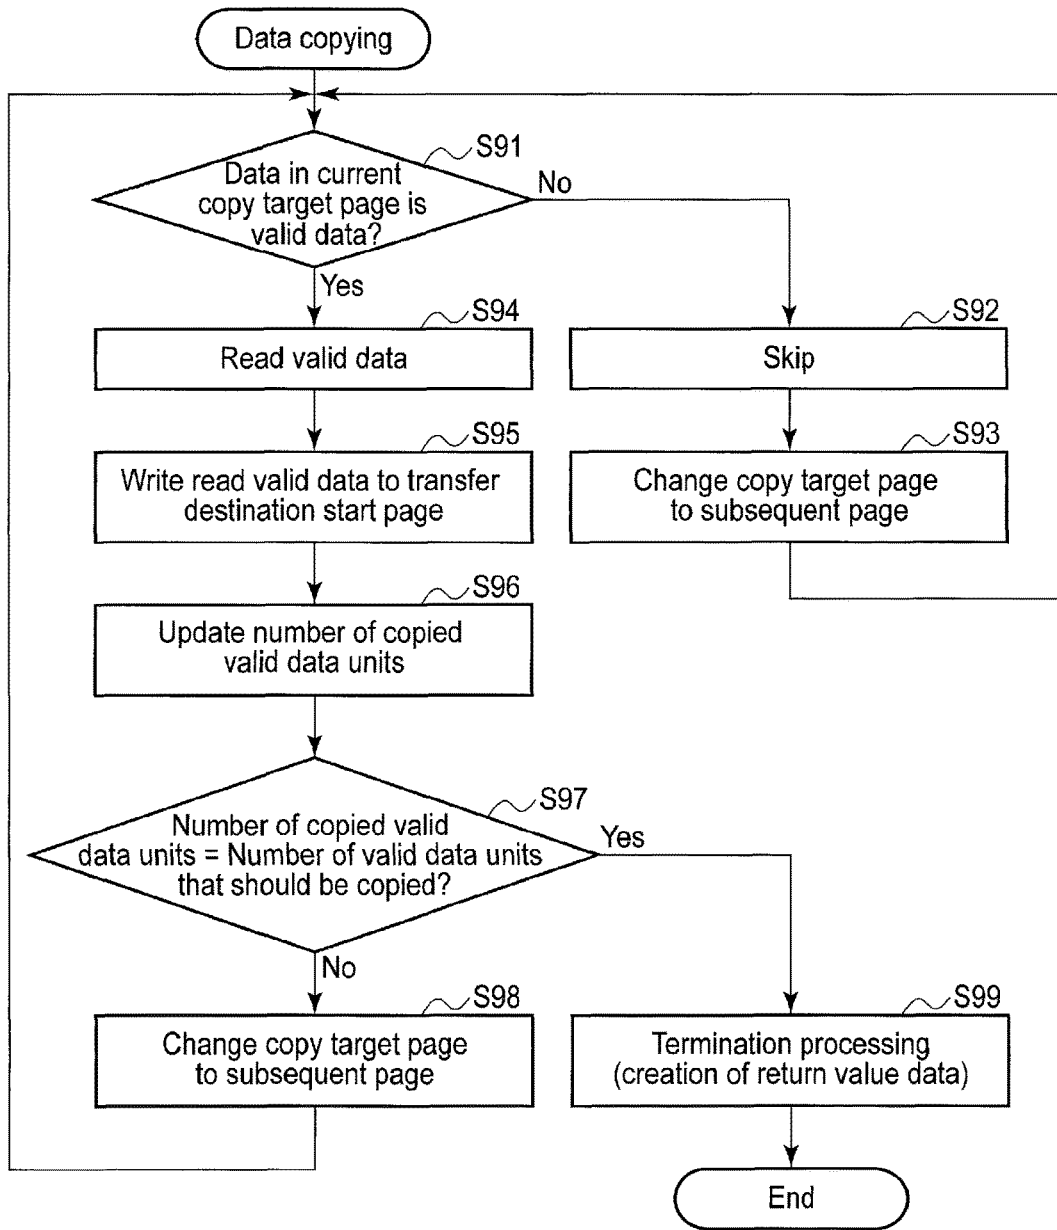 Data copying
S91
Data in current
copy target page is
valid data?
No
Yes
S94
Read valid data
S92
Skip
S95
Write read valid data to transfer
destination start page
S93
Change copy target page
to subsequent page
S96
Update number of copied
valid data units
S97
Number of copied valid
data units = Number of valid data units
that should be copied?
Yes
No
S98
Change copy target page
to subsequent page
S99
Termination processing
(creation of return value data)
End